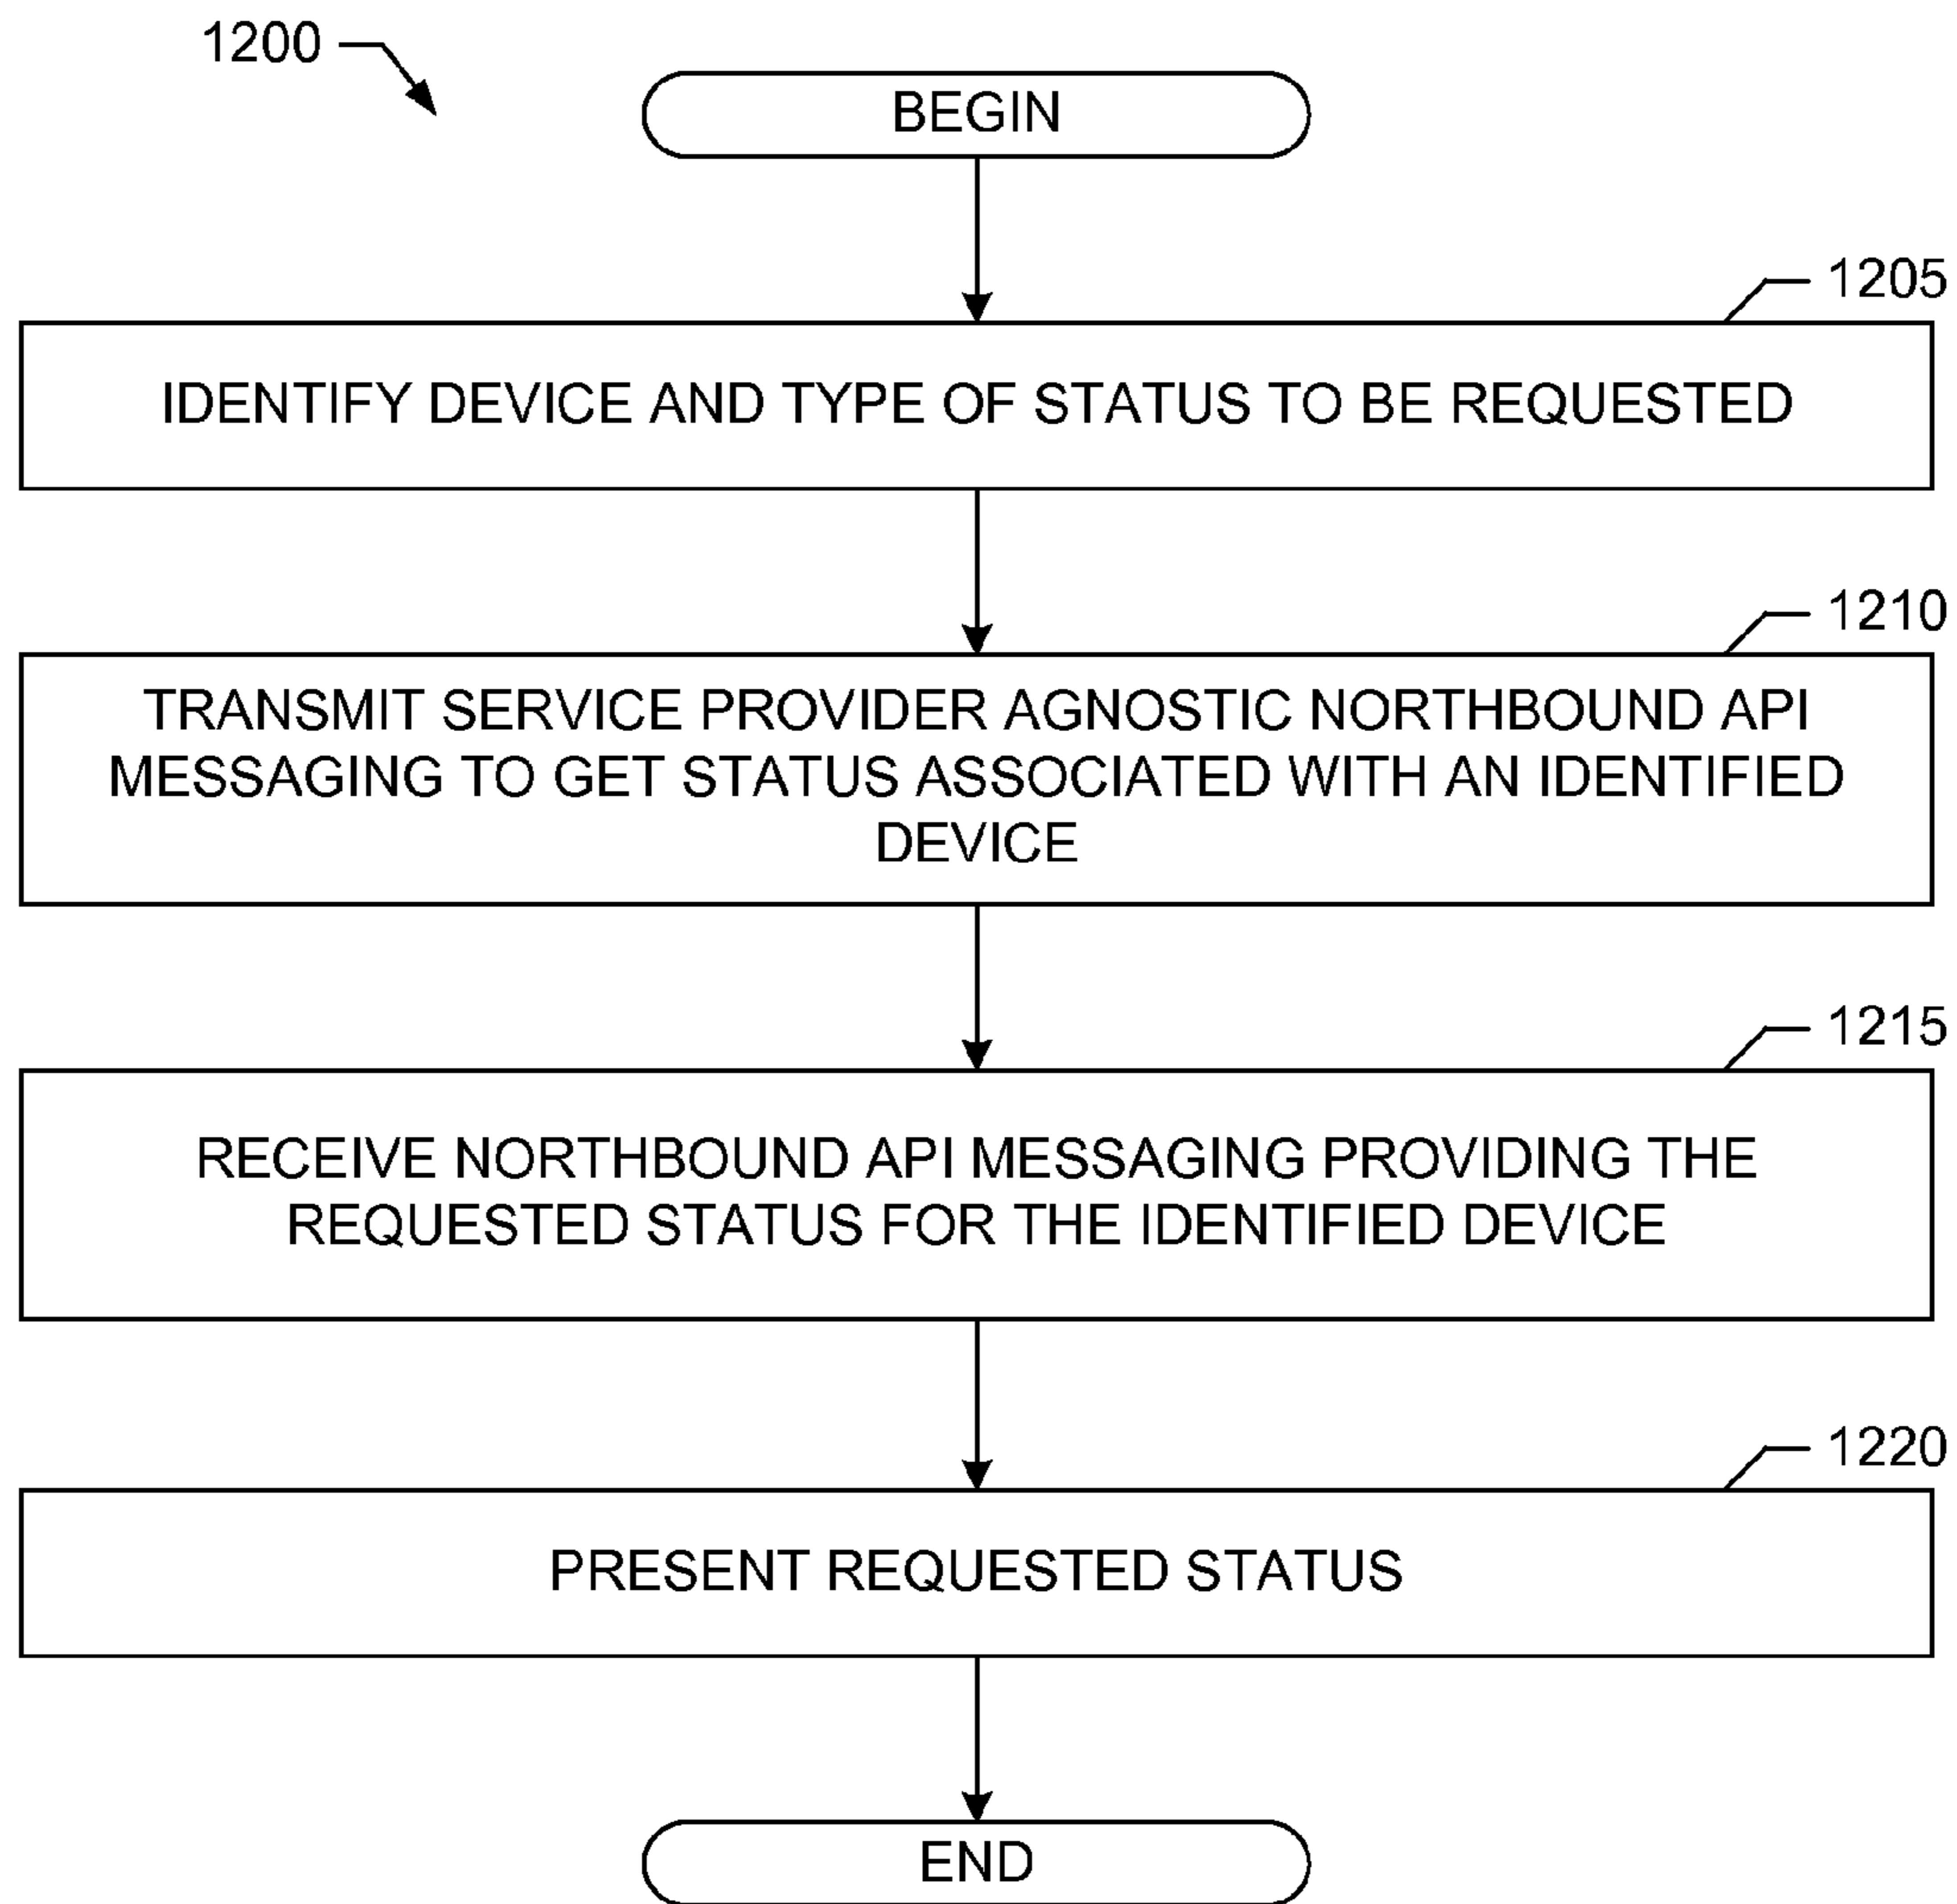 1200
BEGIN
1205
IDENTIFY DEVICE AND TYPE OF STATUS TO BE REQUESTED
1210
TRANSMIT SERVICE PROVIDER AGNOSTIC NORTHBOUND API
MESSAGING TO GET STATUS ASSOCIATED WITH AN IDENTIFIED
DEVICE
1215
RECEIVE NORTHBOUND API MESSAGING PROVIDING THE
REQUESTED STATUS FOR THE IDENTIFIED DEVICE
1220
PRESENT REQUESTED STATUS
END